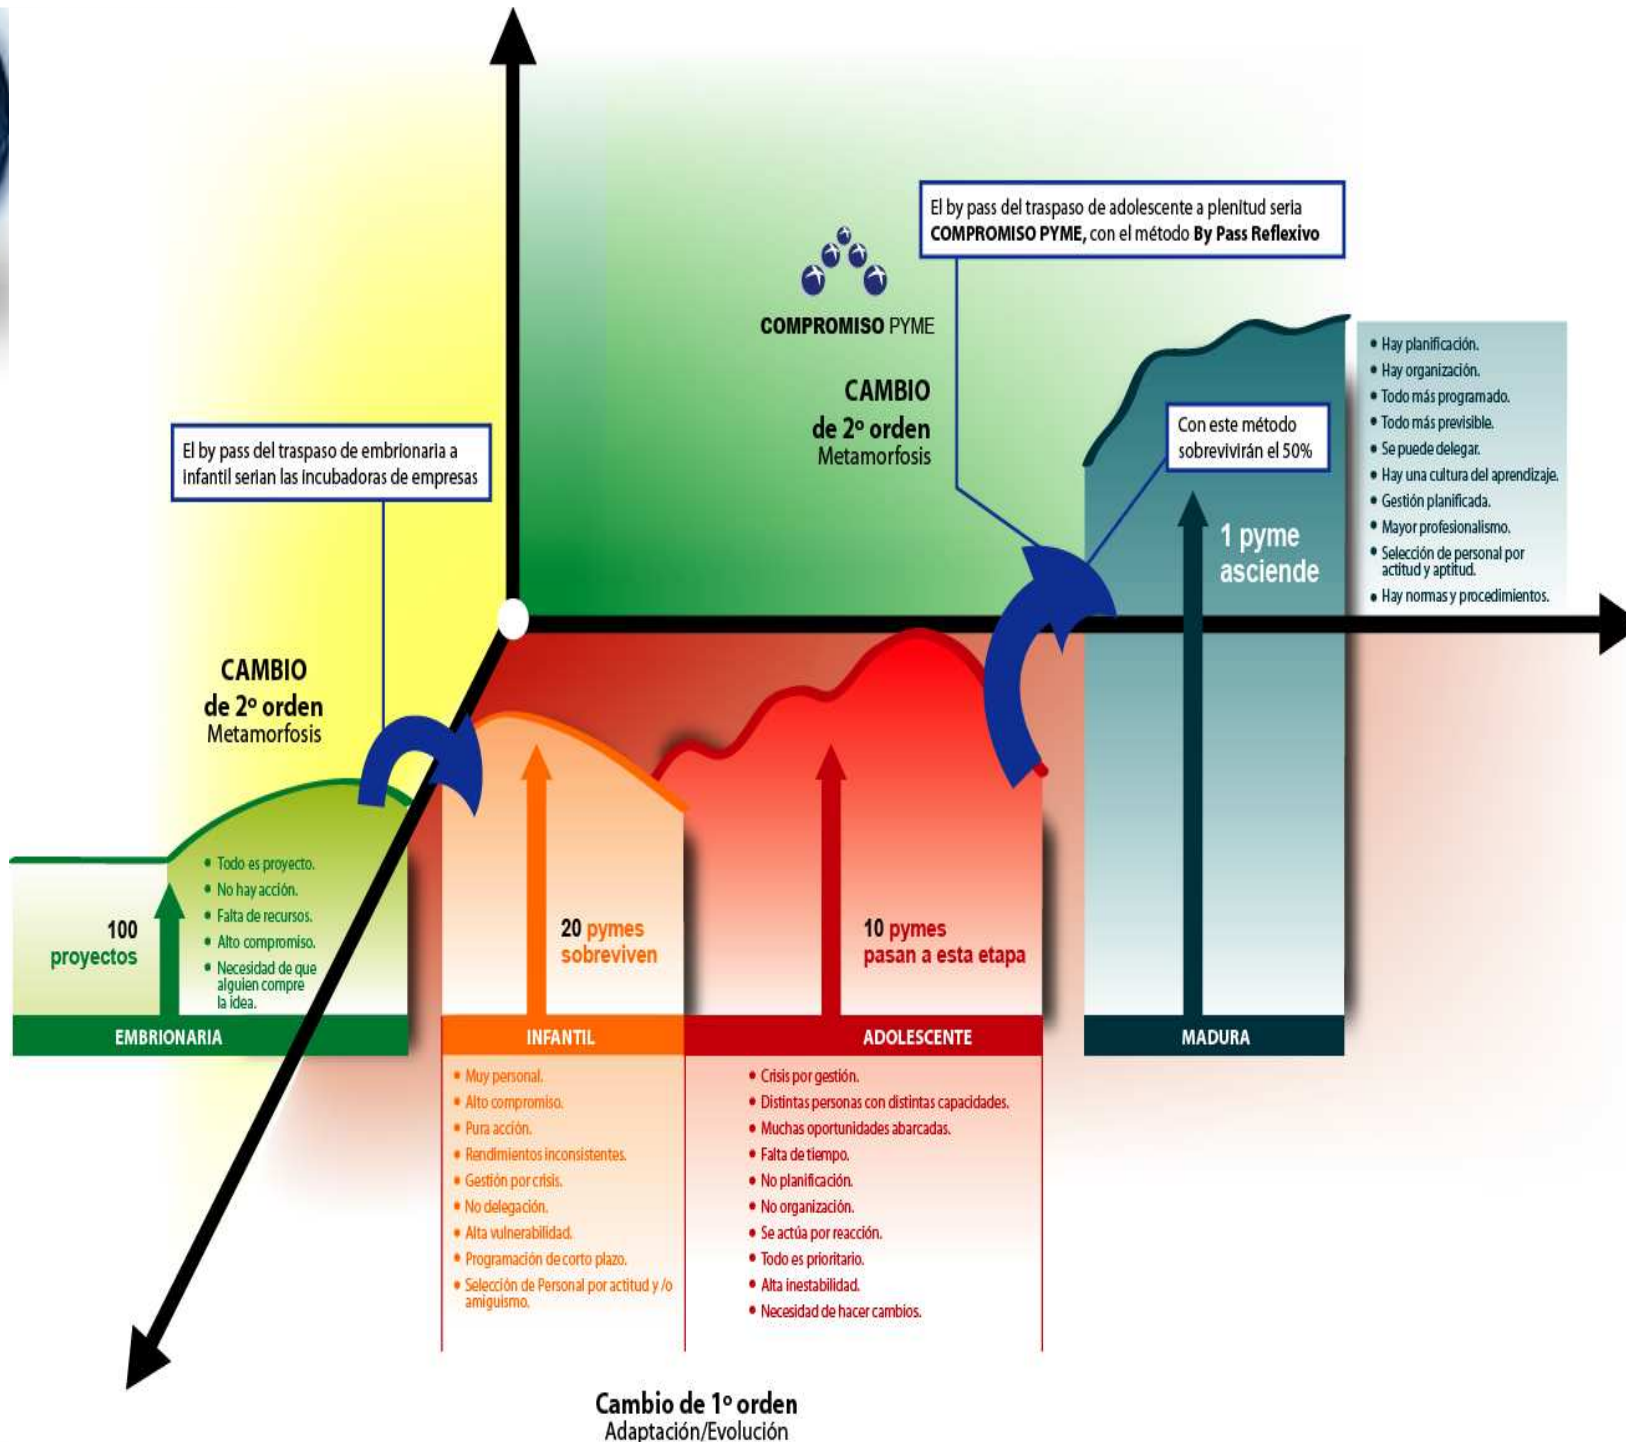 El by pass del traspaso de adolescente a plenitud seria
COMPROMISO PYME, con el método By Pass Reflexivo
COMPROMISO PYME
CAMBIO
de 2º orden
Metamorfosis
Con este método
sobrevivirán el 50%
• Hay planificación.
• Hay organización.
• Todo más programado.
• Todo más previsible.
• Se puede delegar.
• Hay una cultura del aprendizaje.
• Gestión planificada.
• Mayor profesionalismo.
• Selección de personal por
actitud y aptitud.
• Hay normas y procedimientos.
El by pass del traspaso de embrionaria a
infantil serian las incubadoras de empresas
1 pyme
asciende
CAMBIO
de 2º orden
Metamorfosis
100
proyectos
• Todo es proyecto.
• No hay acción.
• Falta de recursos.
• Alto compromiso.
• Necesidad de que
alguien compre
la idea.
20 pymes
sobreviven
10 pymes
pasan a esta etapa
EMBRIONARIA
INFANTIL
ADOLESCENTE
MADURA
• Muy personal.
• Alto compromiso.
• Pura acción.
• Rendimientos inconsistentes.
• Gestión por crisis.
• No delegación.
• Alta vulnerabilidad.
• Programación de corto plazo.
• Selección de Personal por actitud y /o
amiguismo.
• Crisis por gestión.
• Distintas personas con distintas capacidades.
• Muchas oportunidades abarcadas.
• Falta de tiempo.
• No planificación.
• No organización.
• Se actúa por reacción.
• Todo es prioritario.
• Alta inestabilidad.
• Necesidad de hacer cambios.
Cambio de 1º orden
Adaptación/Evolución